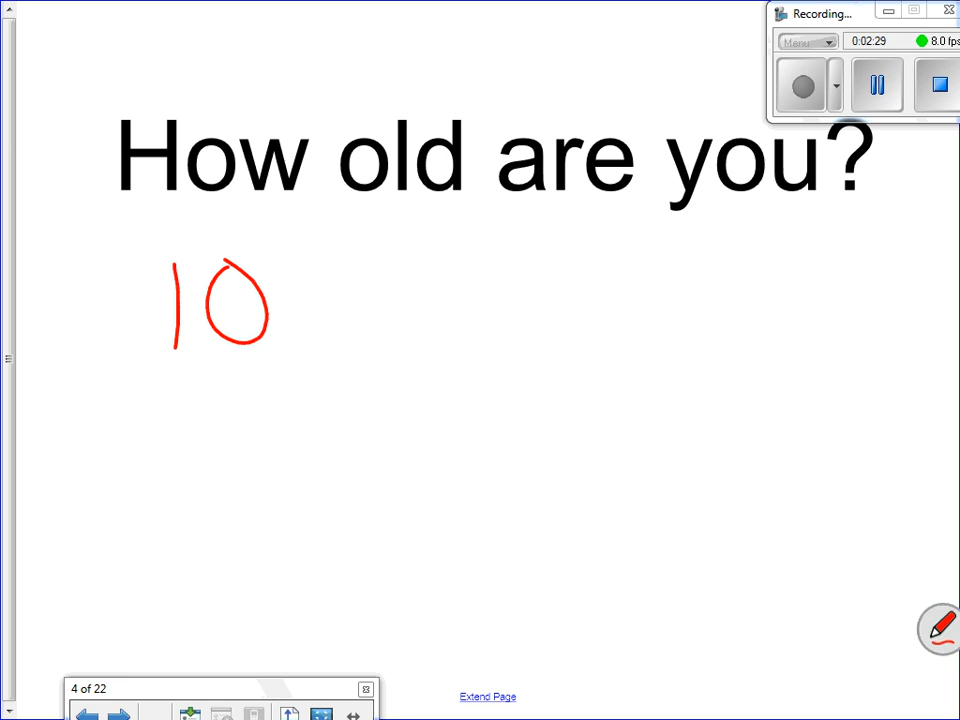 Recording...
Menu
0:02:29
8.0 fps
How old are you?
10
4 of 22
Extend Page